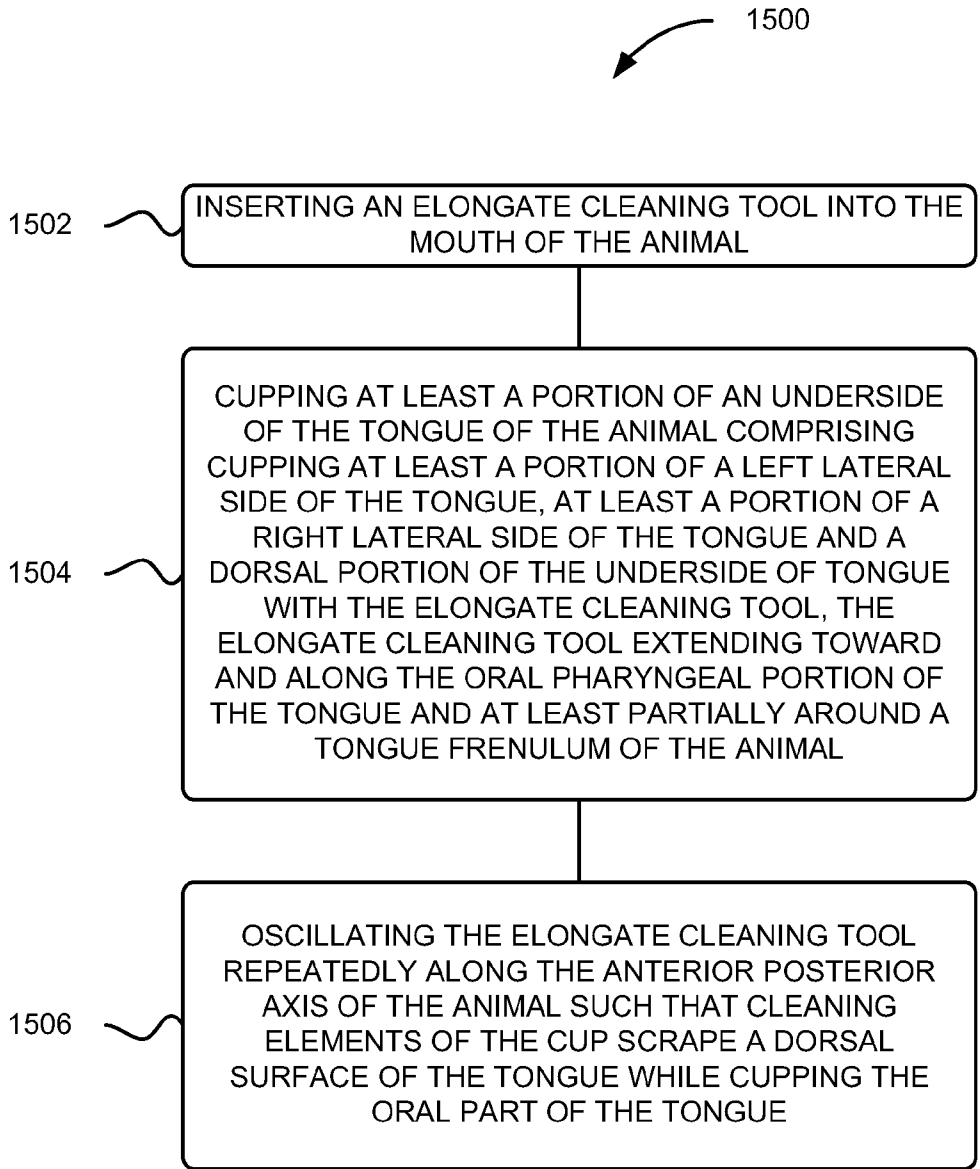 1500
1502
INSERTING AN ELONGATE CLEANING TOOL INTO THE
MOUTH OF THE ANIMAL
1504
CUPPING AT LEAST A PORTION OF AN UNDERSIDE
OF THE TONGUE OF THE ANIMAL COMPRISING
CUPPING AT LEAST A PORTION OF A LEFT LATERAL
SIDE OF THE TONGUE, AT LEAST A PORTION OF A
RIGHT LATERAL SIDE OF THE TONGUE AND A
DORSAL PORTION OF THE UNDERSIDE OF TONGUE
WITH THE ELONGATE CLEANING TOOL, THE
ELONGATE CLEANING TOOL EXTENDING TOWARD
AND ALONG THE ORAL PHARYNGEAL PORTION OF
THE TONGUE AND AT LEAST PARTIALLY AROUND A
TONGUE FRENULUM OF THE ANIMAL
1506
OSCILLATING THE ELONGATE CLEANING TOOL
REPEATEDLY ALONG THE ANTERIOR POSTERIOR
AXIS OF THE ANIMAL SUCH THAT CLEANING
ELEMENTS OF THE CUP SCRAPE A DORSAL
SURFACE OF THE TONGUE WHILE CUPPING THE
ORAL PART OF THE TONGUE